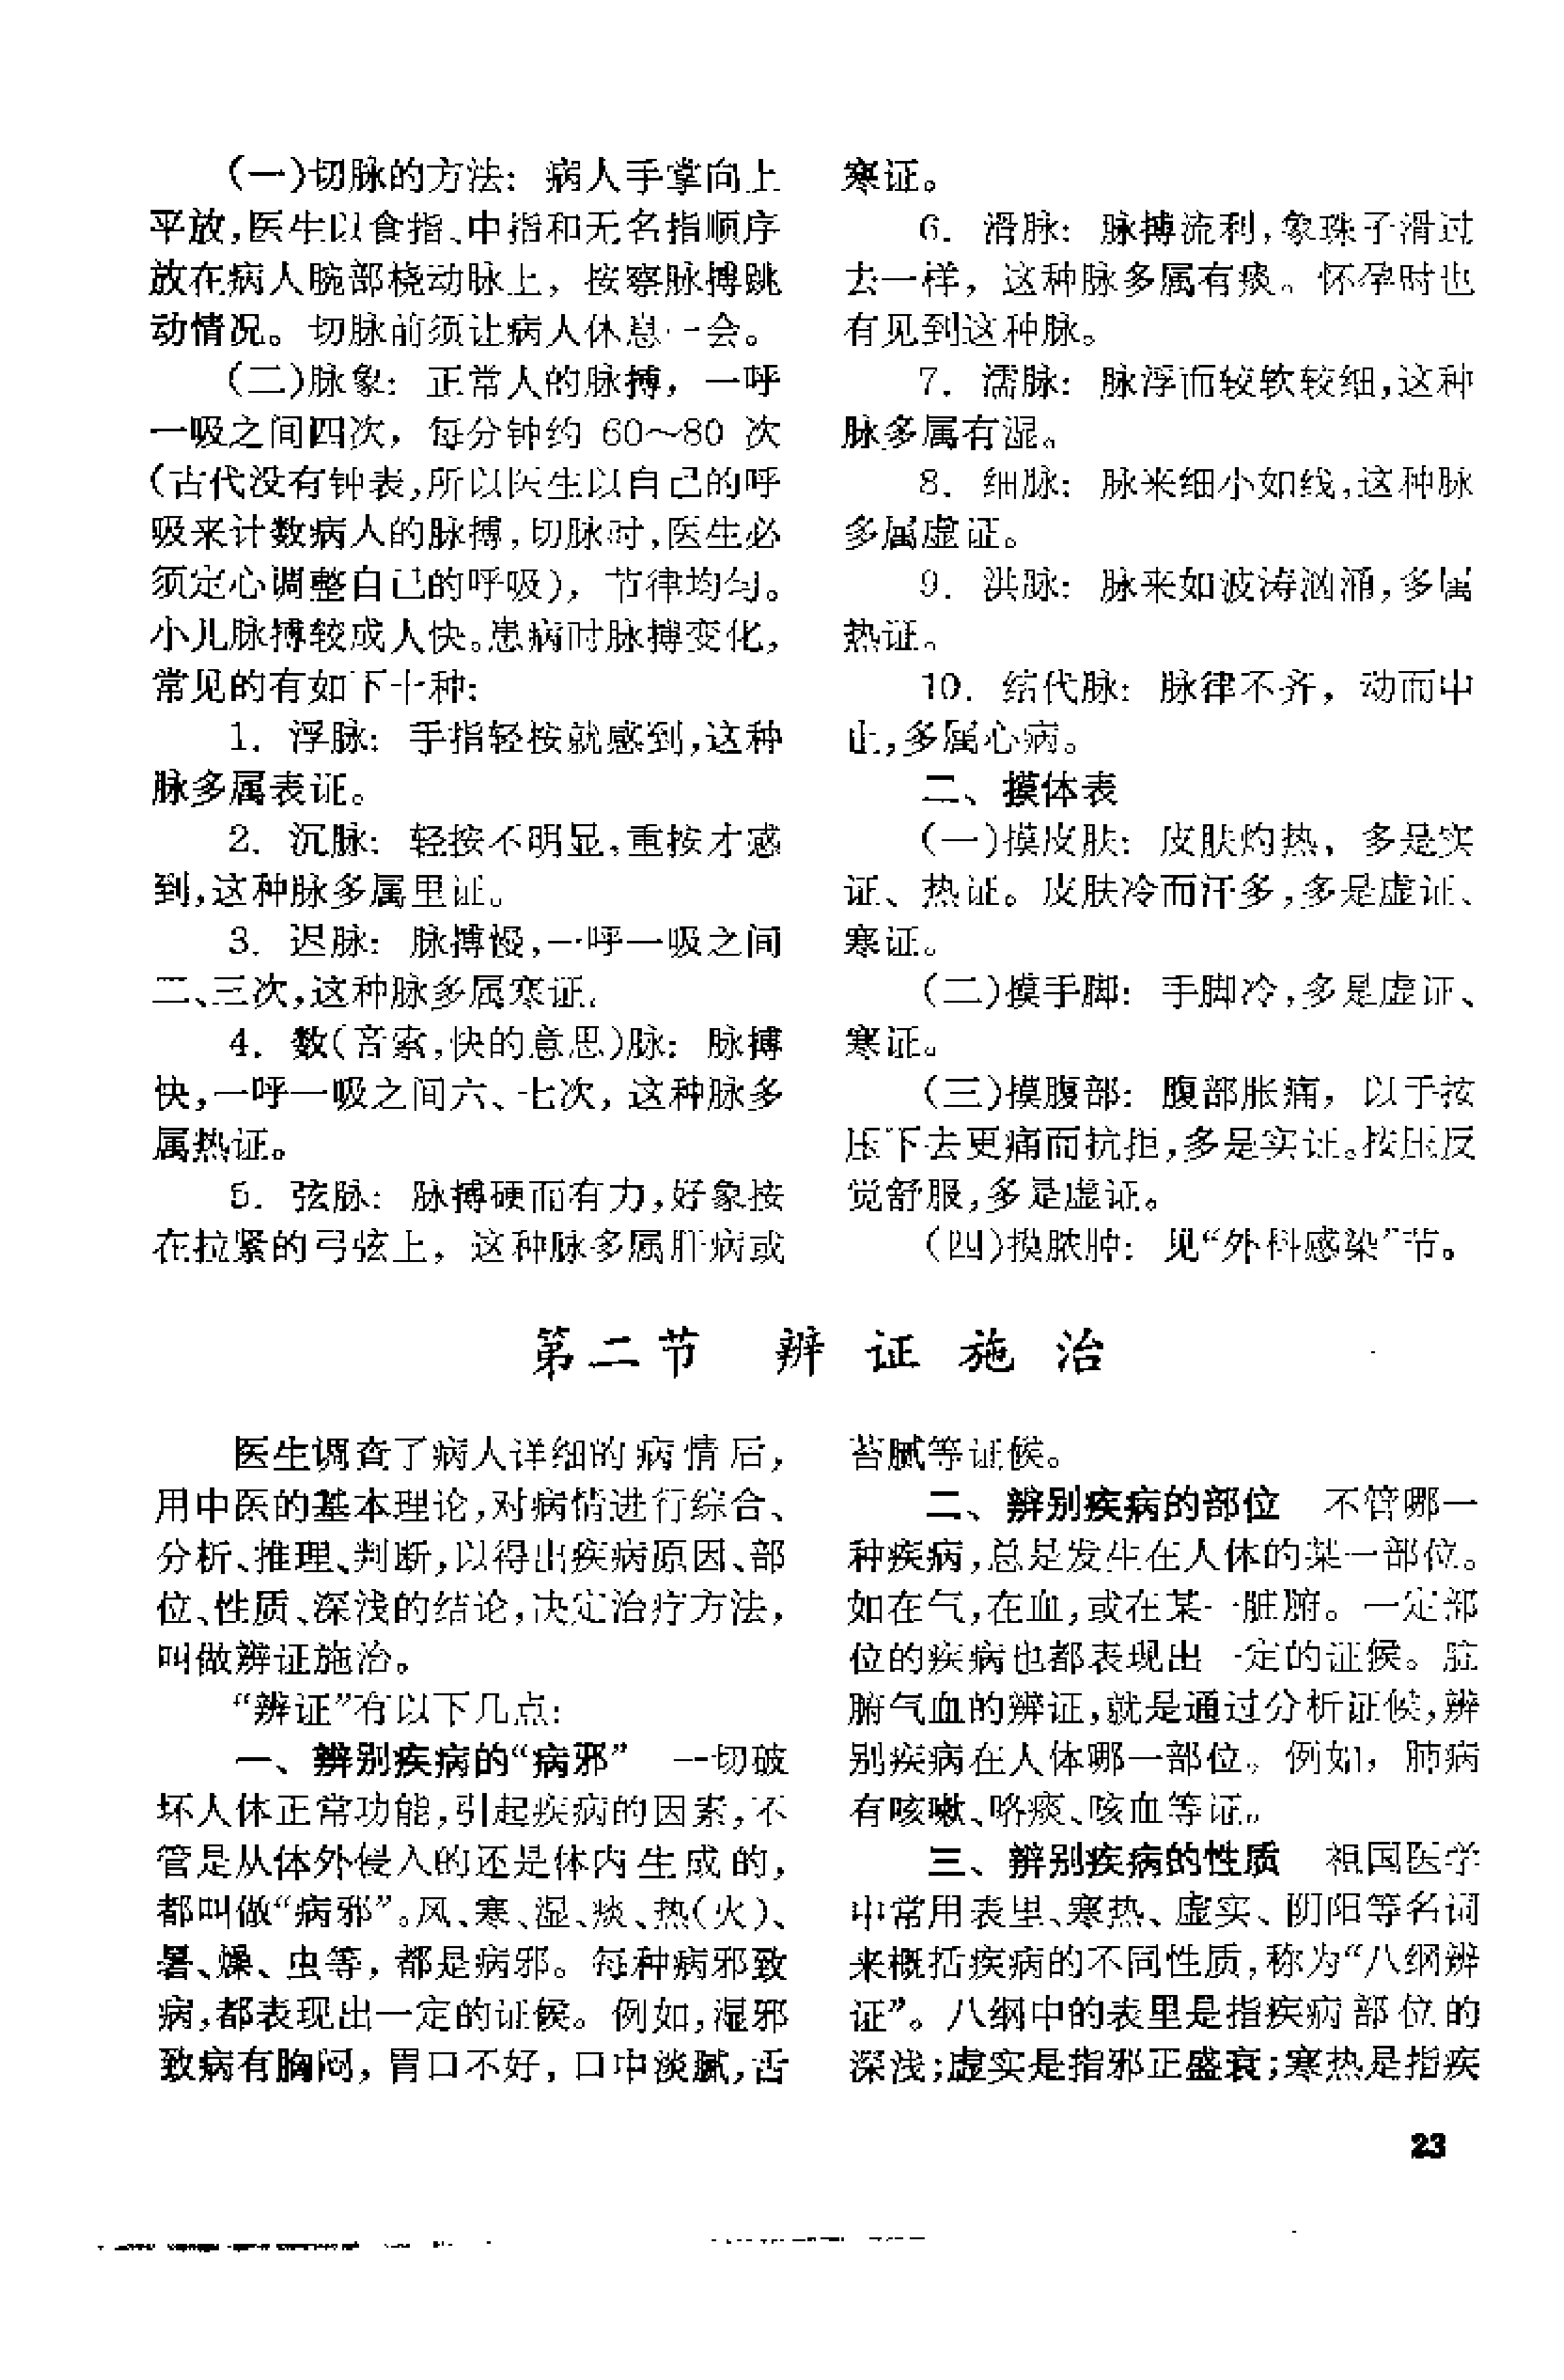 (一)切脉的方法：病人手掌向上
平放,医生以食指、中指和无名指顺序
放在病人腕部桡动脉上，按察脉搏跳
动情况。切脉前须让病人休息一会。
(二)脉象：正常人的脉搏，一呼
一吸之间四次，每分钟约 60～80 次
(古代没有钟表,所以医生以自己的呼
吸来计数病人的脉搏,切脉时,医生必
须定心调整自己的呼吸)，节律均匀。
小儿脉搏较成人快。患病时脉搏变化，
常见的有如下十种：
1. 浮脉：手指轻按就感到,这种
脉多属表证。
2. 沉脉：轻按不明显,重按才感
到,这种脉多属里证。
3. 迟脉：脉搏慢,一呼一吸之间
二、三次,这种脉多属寒证。
4. 数(音索,快的意思)脉：脉搏
快,一呼一吸之间六、七次，这种脉多
属热证。
5. 弦脉：脉搏硬而有力,好象按
在拉紧的弓弦上，这种脉多属肝病或
寒证。
6. 滑脉：脉搏流利,象珠子滑过
去一样，这种脉多属有痰。怀孕时也
有见到这种脉。
7. 濡脉：脉浮而较软较细,这种
脉多属有湿。
8. 细脉：脉来细小如线,这种脉
多属虚证。
9. 洪脉：脉来如波涛汹涌,多属
热证。
10. 结代脉：脉律不齐，动而中
止,多属心病。
二、摸体表
(一)摸皮肤：皮肤灼热，多是实
证、热证。皮肤冷而汗多,多是虚证、
寒证。
(二)摸手脚：手脚冷,多是虚证、
寒证。
(三)摸腹部：腹部胀痛，以手按
压下去更痛而抗拒,多是实证。按压反
觉舒服,多是虚证。
(四)摸脓肿：见“外科感染”节。
第二节 辨证施治
医生调查了病人详细的病情后，
用中医的基本理论,对病情进行综合、
分析、推理、判断,以得出疾病原因、部
位、性质、深浅的结论,决定治疗方法，
叫做辨证施治。
“辨证”有以下几点：
一、辨别疾病的“病邪” 一切破
坏人体正常功能,引起疾病的因素,不
管是从体外侵入的还是体内生成的，
都叫做“病邪”。风、寒、湿、痰、热(火)、
暑、燥、虫等，都是病邪。每种病邪致
病,都表现出一定的证候。例如,湿邪
致病有胸闷，胃口不好，口中淡腻,舌
苔腻等证候。
二、辨别疾病的部位 不管哪一
种疾病,总是发生在人体的某一部位。
如在气,在血,或在某一脏腑。一定部
位的疾病也都表现出一定的证候。脏
腑气血的辨证,就是通过分析证候,辨
别疾病在人体哪一部位。例如，肺病
有咳嗽、咯痰、咳血等证。
三、辨别疾病的性质 祖国医学
中常用表里、寒热、虚实、阴阳等名词
来概括疾病的不同性质,称为“八纲辨
证”。八纲中的表里是指疾病部位的
深浅；虚实是指邪正盛衰；寒热是指疾
23